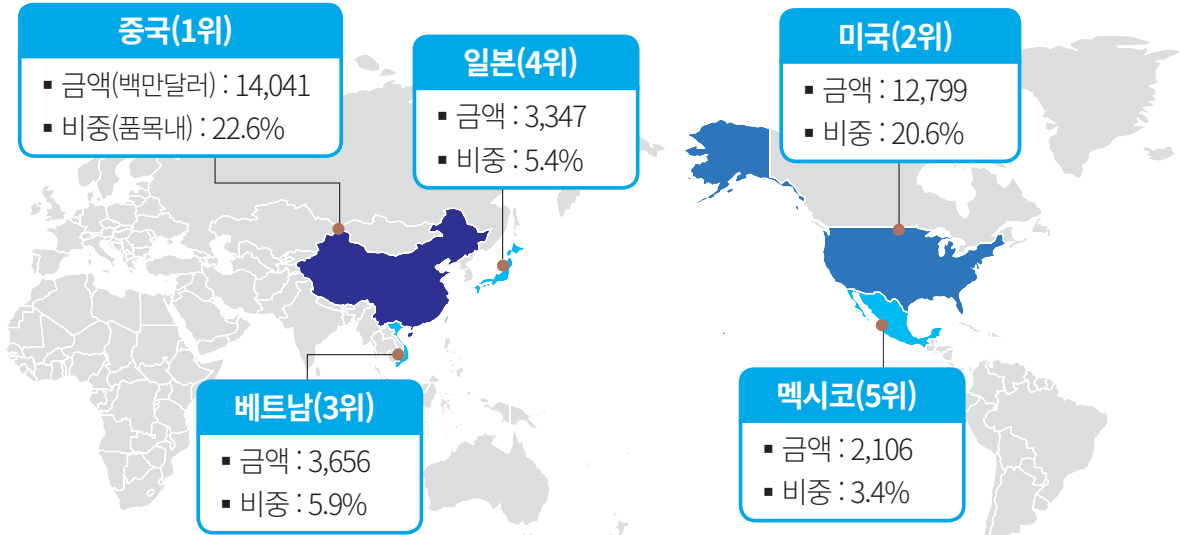 중국(1위)
▪ 금액(백만달러) : 14,041
▪ 비중(품목내) : 22.6%
일본(4위)
▪ 금액 : 3,347
▪ 비중 : 5.4%
미국(2위)
▪ 금액 : 12,799
▪ 비중 : 20.6%
베트남(3위)
▪ 금액 : 3,656
▪ 비중 : 5.9%
멕시코(5위)
▪ 금액 : 2,106
▪ 비중 : 3.4%